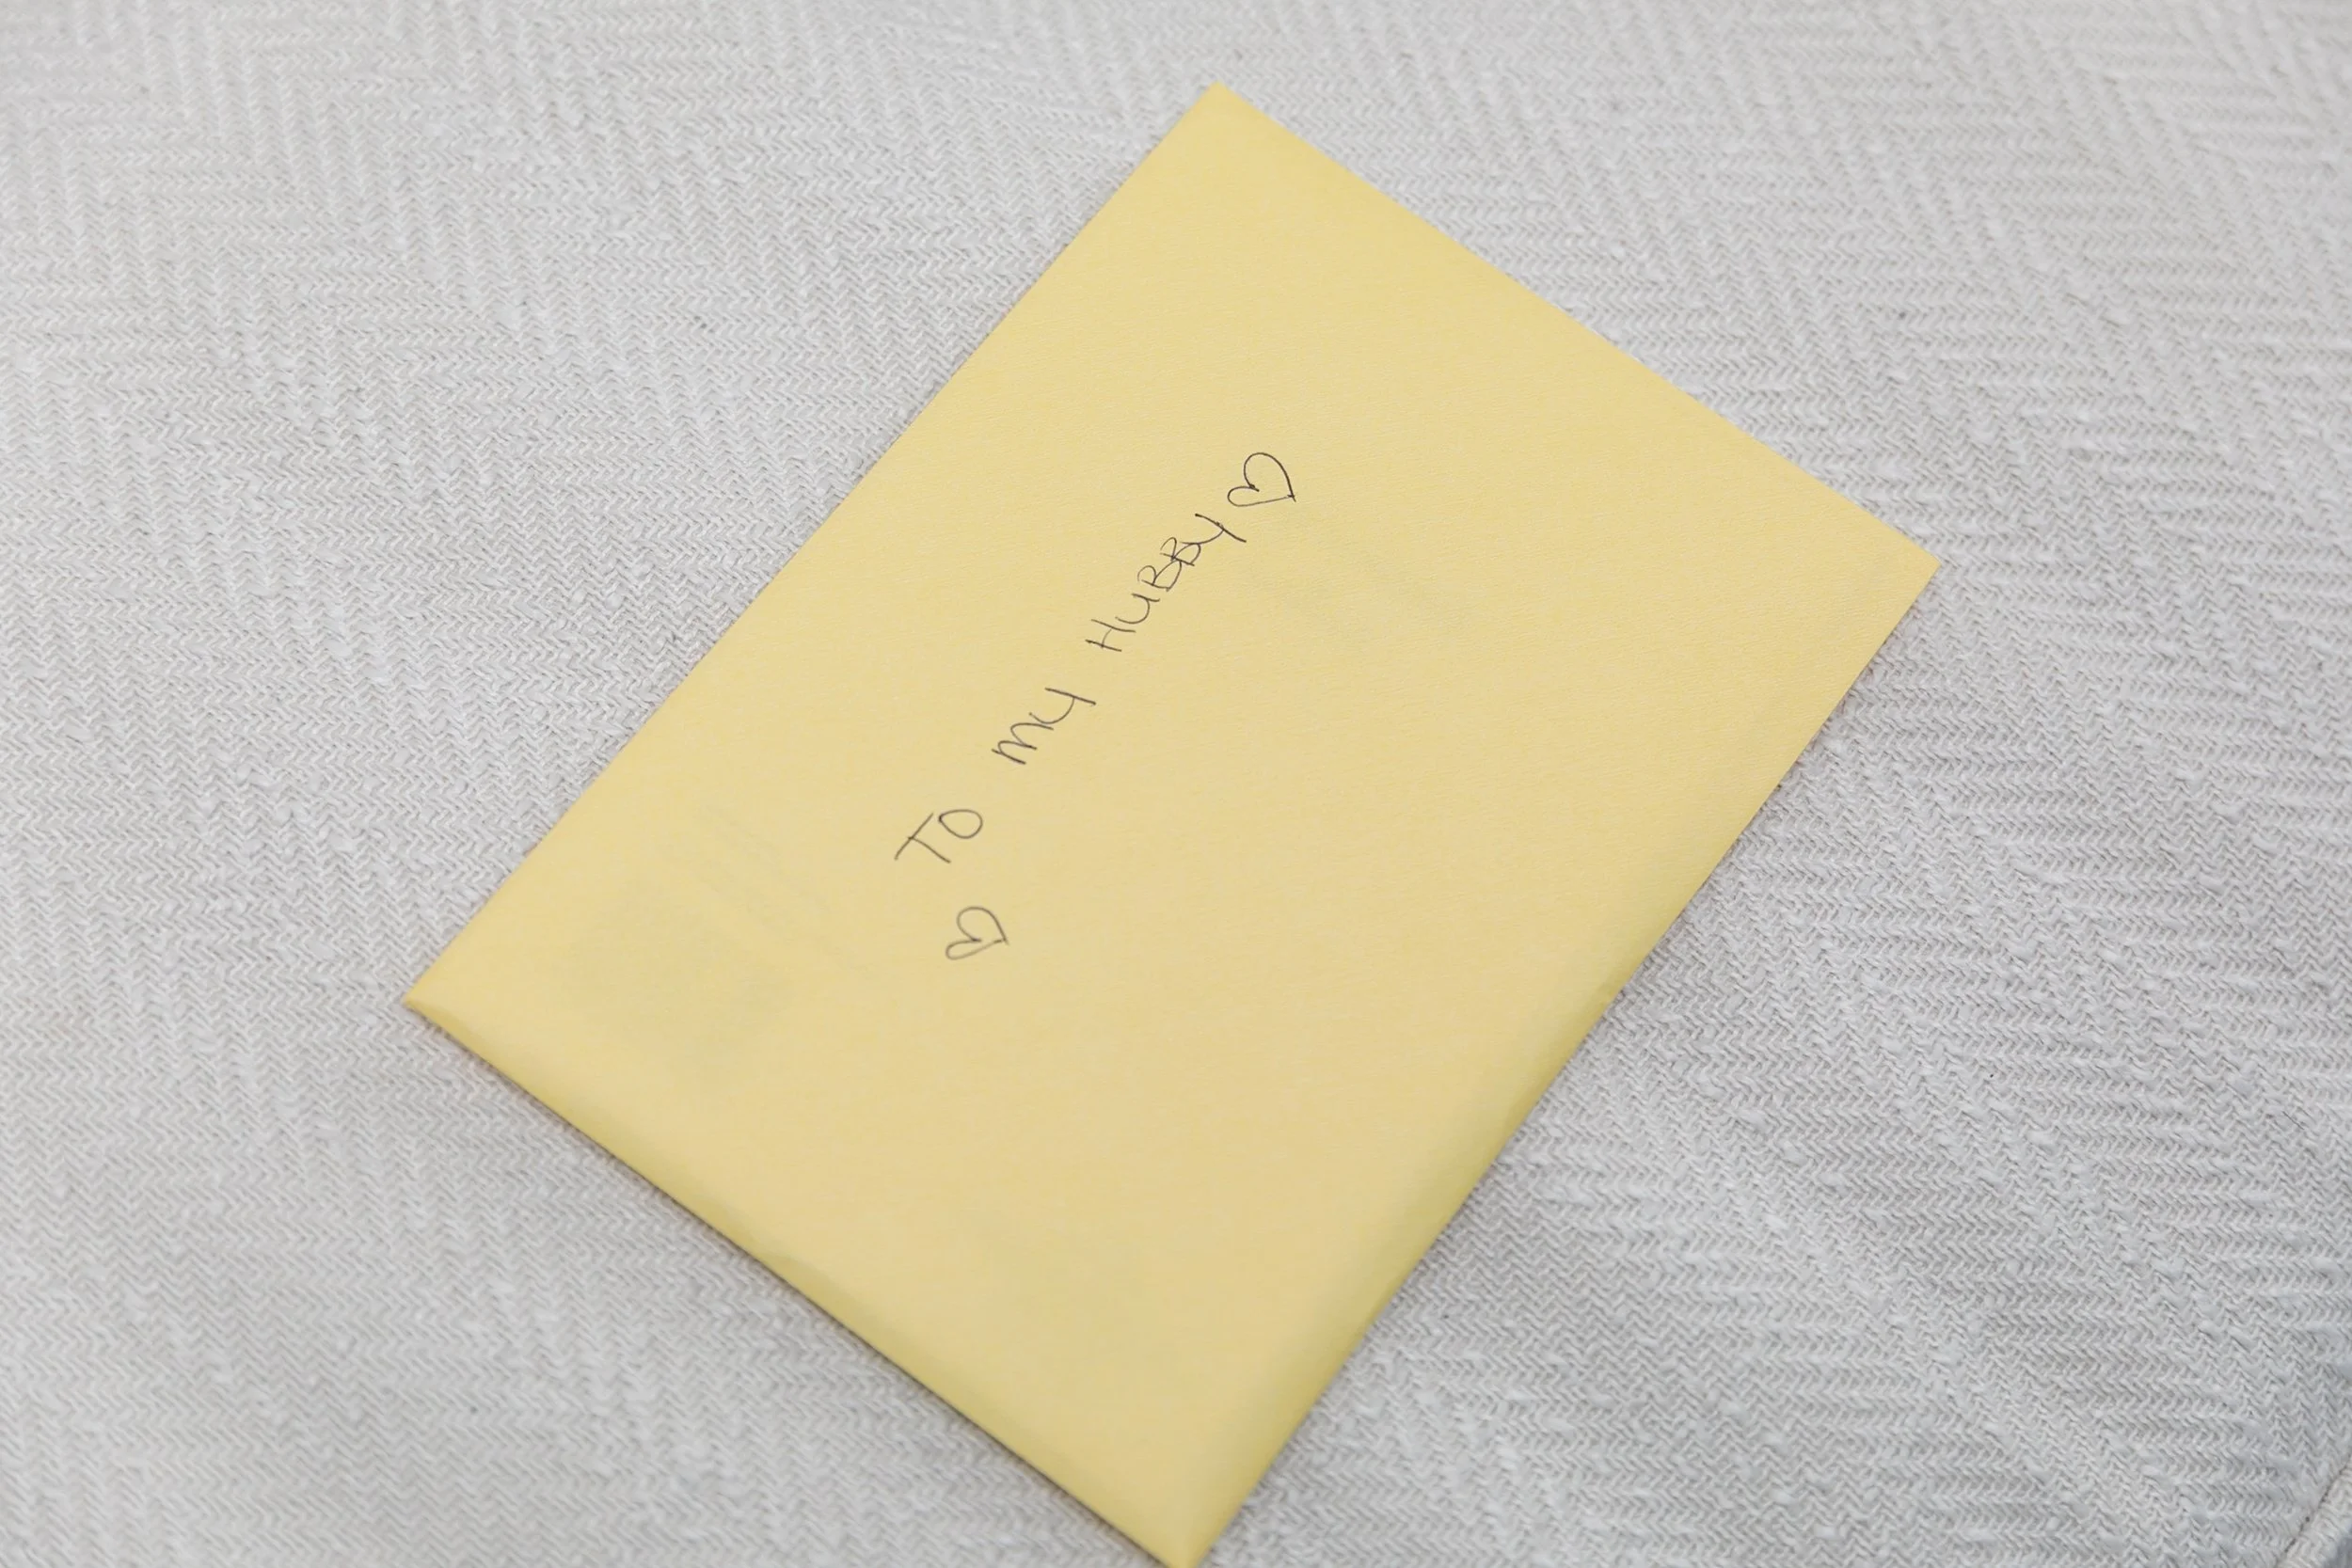 ♡ TO MY HUBBY ♡